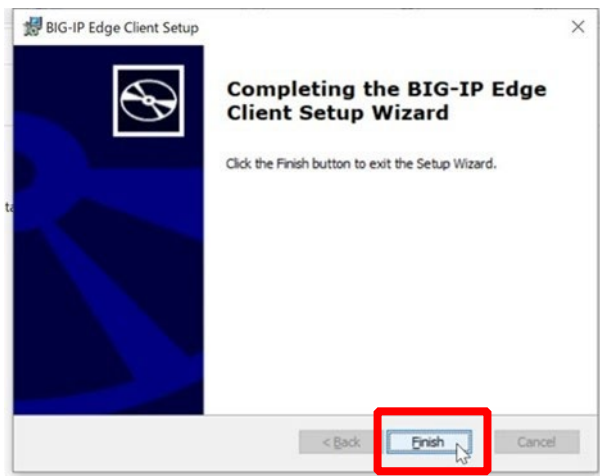 BIG-IP Edge Client Setup
Completing the BIG-IP Edge
Client Setup Wizard
Click the Finish button to exit the Setup Wizard.
ta
< Back Finish Cancel